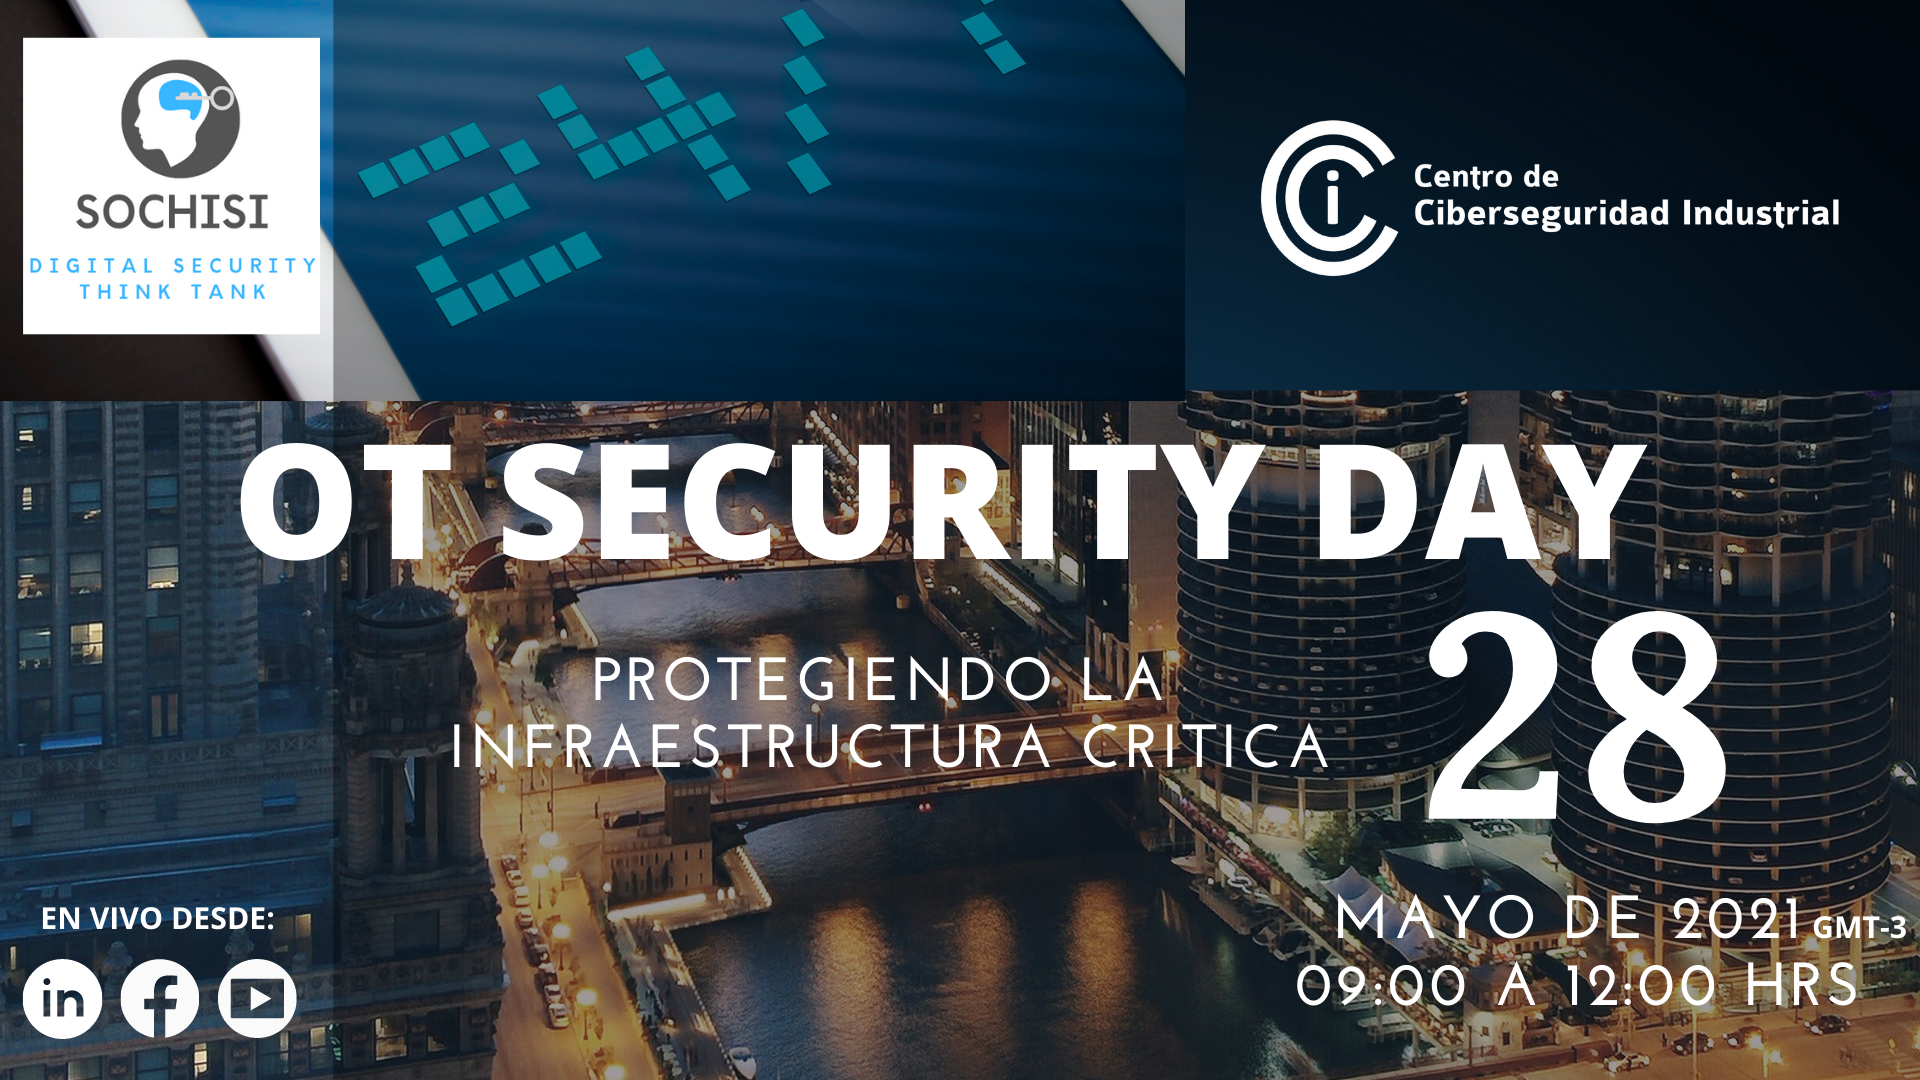 SOCHISI
DIGITAL SECURITY
THINK TANK
Centro de
Ciberseguridad Industrial
OT SECURITY DAY
PROTEGIENDO LA
INFRAESTRUCTURA CRITICA
28
MAYO DE 2021 GMT-3
09:00 A 12:00 HRS
EN VIVO DESDE:
in f